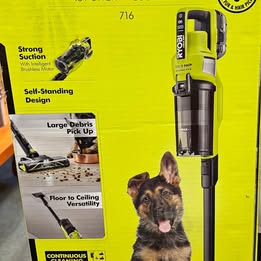 716
Strong
Suction
With Intelligent
Brushless Motor
Self-Standing
Design
Large Debris
Pick Up
Floor to Ceiling
Versatility
CONTINUOUS
CLEANING
RYOBI